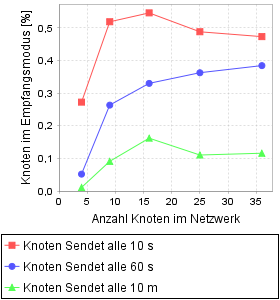 Knoten im Empfangsmodus [%]
0,5
0,4
0,3
0,2
0,1
0,0
0 5 10 15 20 25 30 35
Anzahl Knoten im Netzwerk
Knoten Sendet alle 10 s
Knoten Sendet alle 60 s
Knoten Sendet alle 10 m